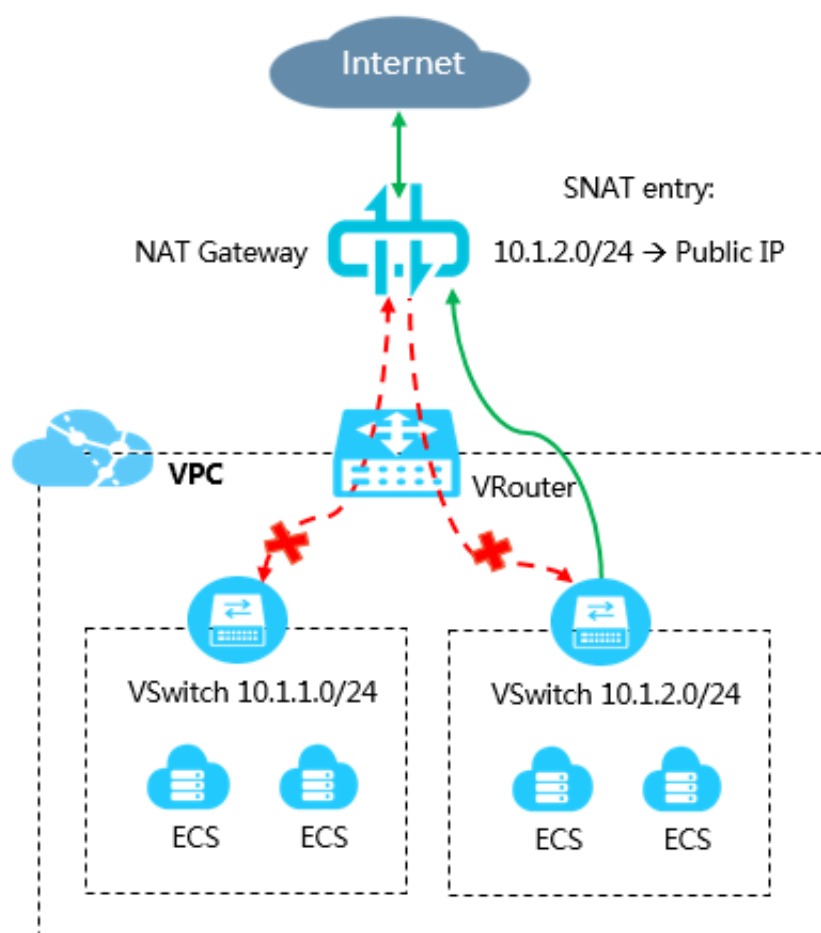 Internet
SNAT entry:
NAT Gateway
10.1.2.0/24 → Public IP
VPC
VRouter
VSwitch 10.1.1.0/24
VSwitch 10.1.2.0/24
ECS
ECS
ECS
ECS